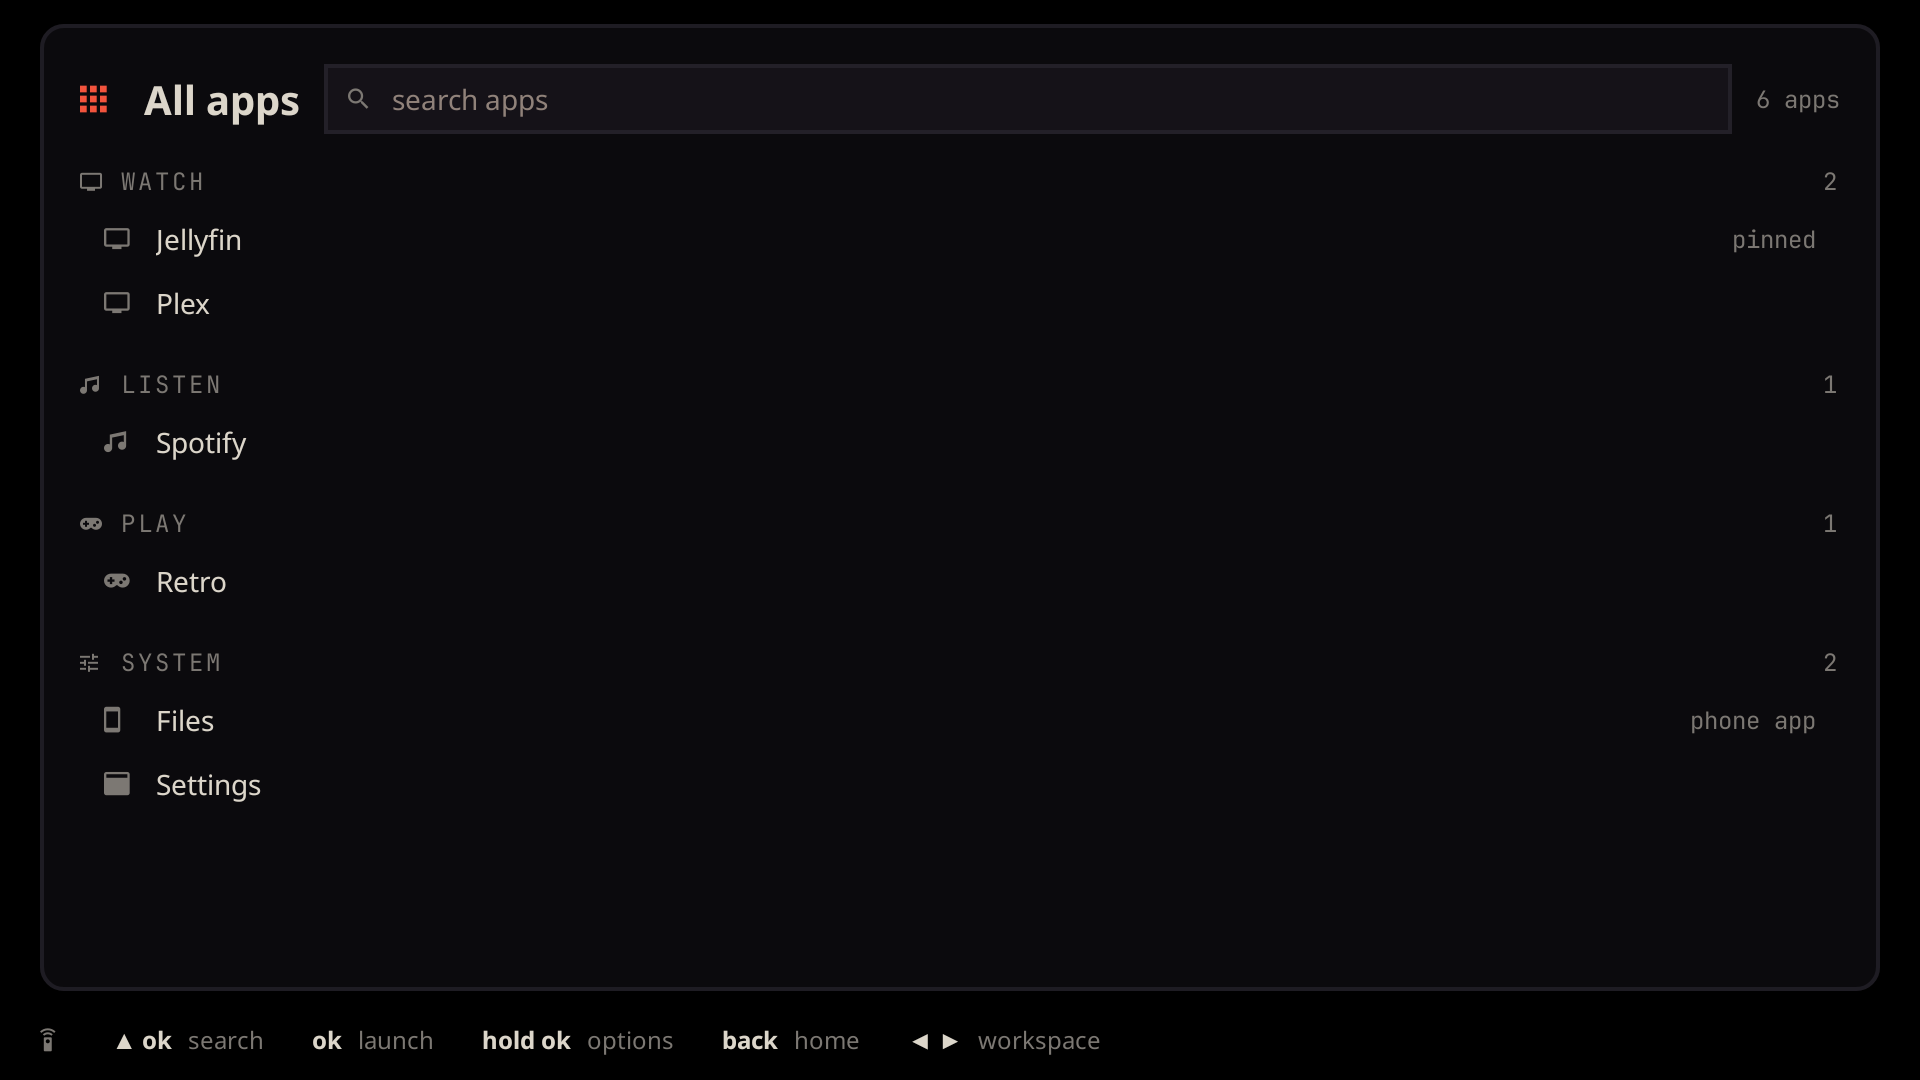 All apps search apps 6 apps
WATCH 2
Jellyfin pinned
Plex
LISTEN 1
Spotify
PLAY 1
Retro
SYSTEM 2
Files phone app
Settings
▲ ok search ok launch hold ok options back home ◀ ▶ workspace